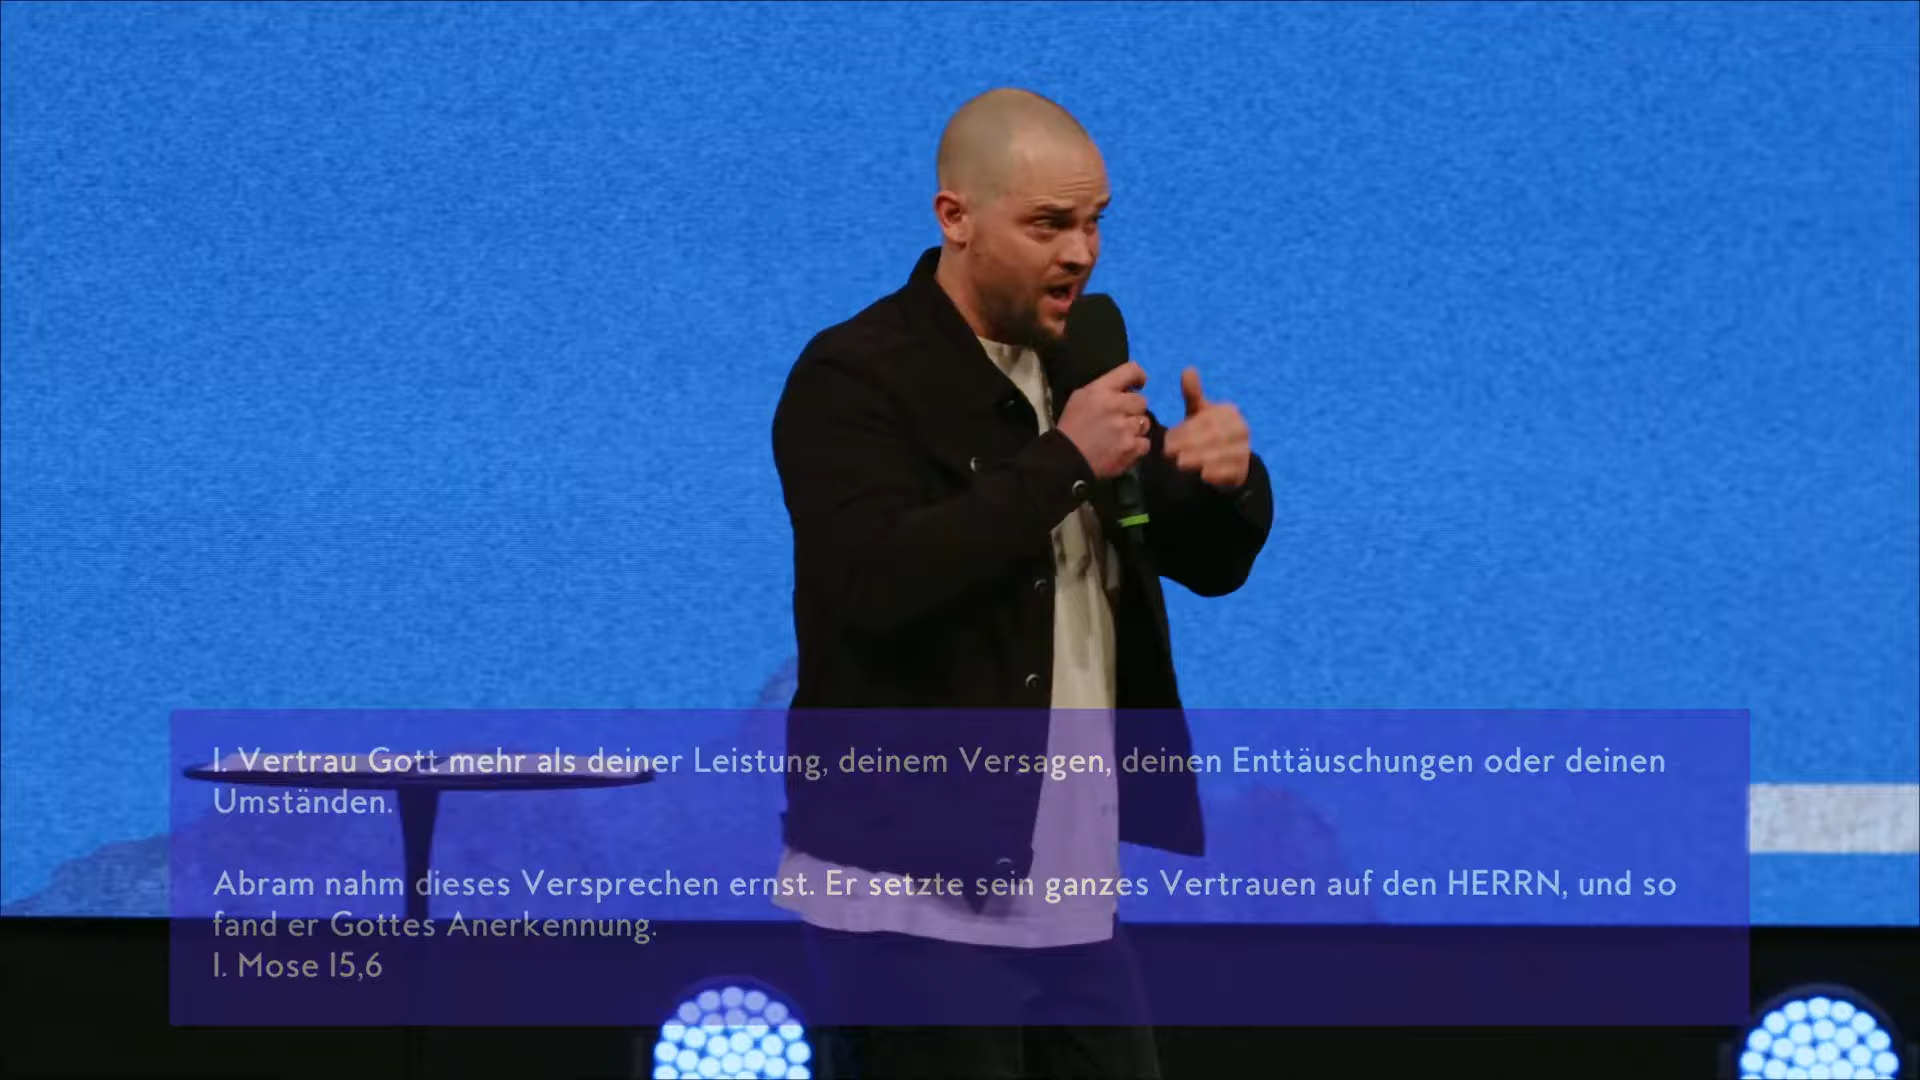 1. Vertrau Gott mehr als deiner Leistung, deinem Versagen, deinen Enttäuschungen oder deinen
Umständen.
Abram nahm dieses Versprechen ernst. Er setzte sein ganzes Vertrauen auf den HERRN, und so
fand er Gottes Anerkennung.
1. Mose 15,6